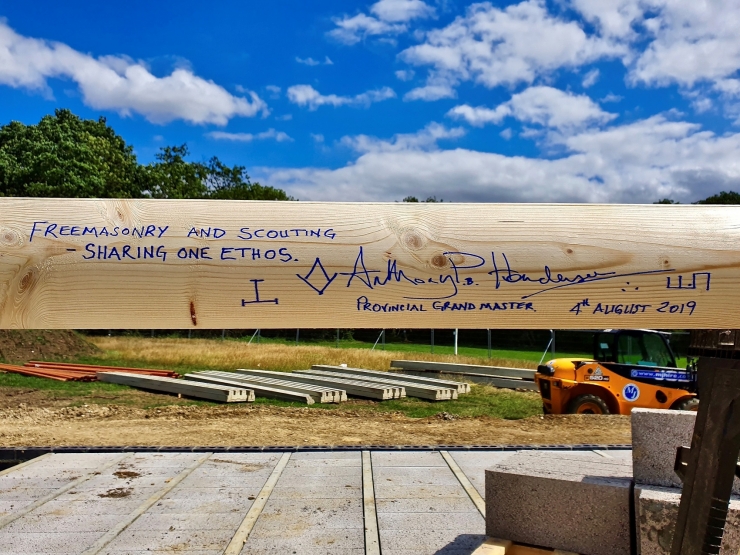 FREEMASONRY AND SCOUTING
- SHARING ONE ETHOS.
Anthony P.B. Henderson
PROVINCIAL GRAND MASTER. 4TH AUGUST 2019